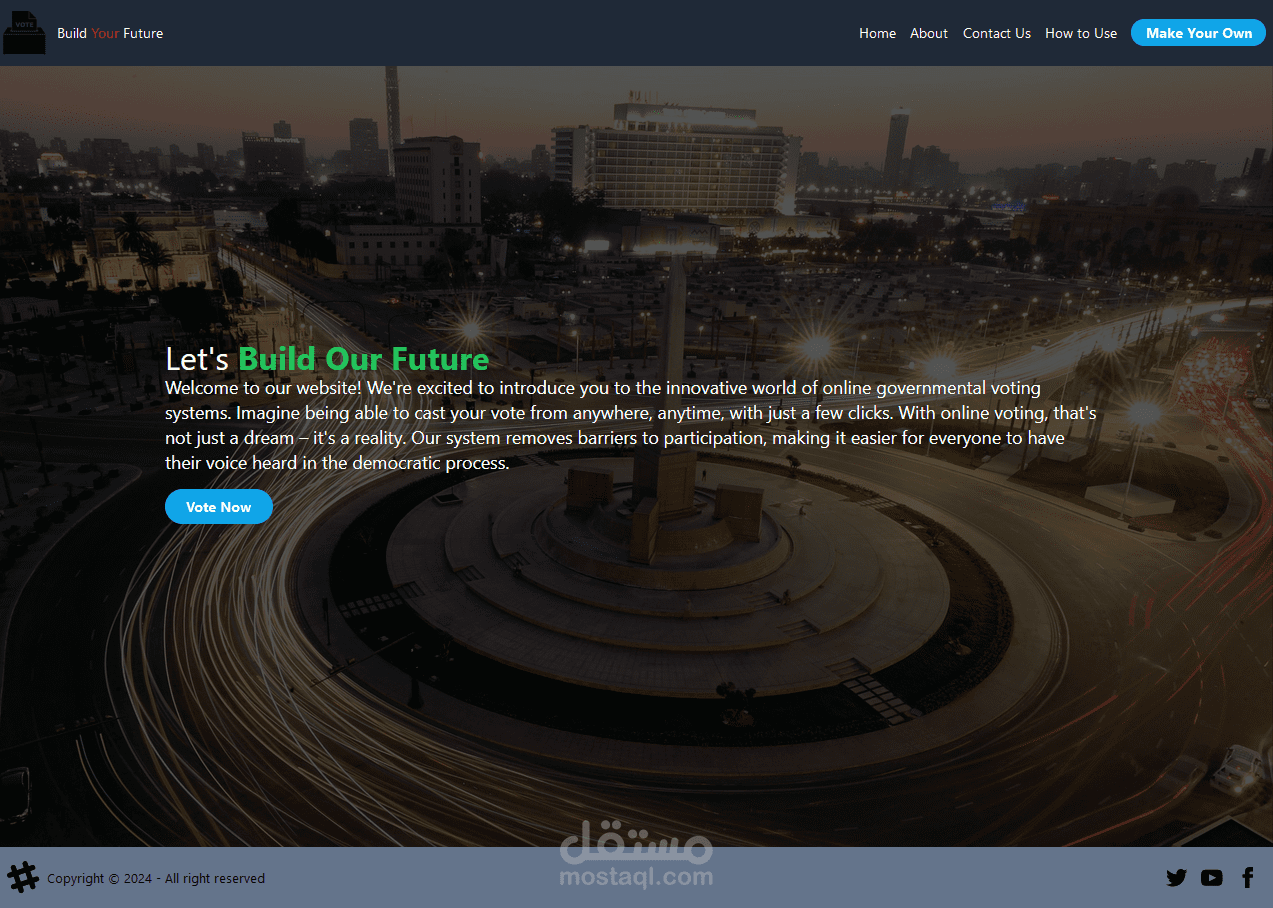 VOTE
Build Your Future
Home About Contact Us How to Use Make Your Own
Let's Build Our Future
Welcome to our website! We're excited to introduce you to the innovative world of online governmental voting
systems. Imagine being able to cast your vote from anywhere, anytime, with just a few clicks. With online voting, that's
not just a dream – it's a reality. Our system removes barriers to participation, making it easier for everyone to have
their voice heard in the democratic process.
Vote Now
مستقل
mostaql.com
Copyright © 2024 - All right reserved